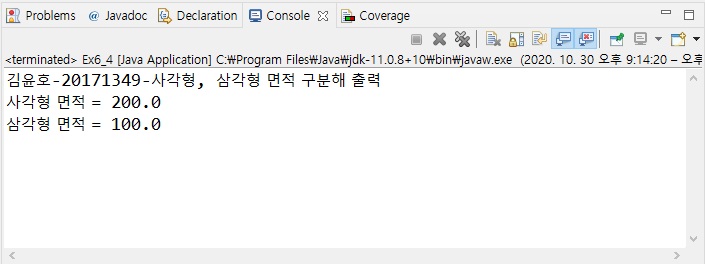 Problems @ Javadoc Declaration Console Coverage
<terminated> Ex6_4 [Java Application] C:₩Program Files₩Java₩jdk-11.0.8+10₩bin₩javaw.exe (2020. 10. 30 오후 9:14:20 – 오후
김윤호-20171349-사각형, 삼각형 면적 구분해 출력
사각형 면적 = 200.0
삼각형 면적 = 100.0